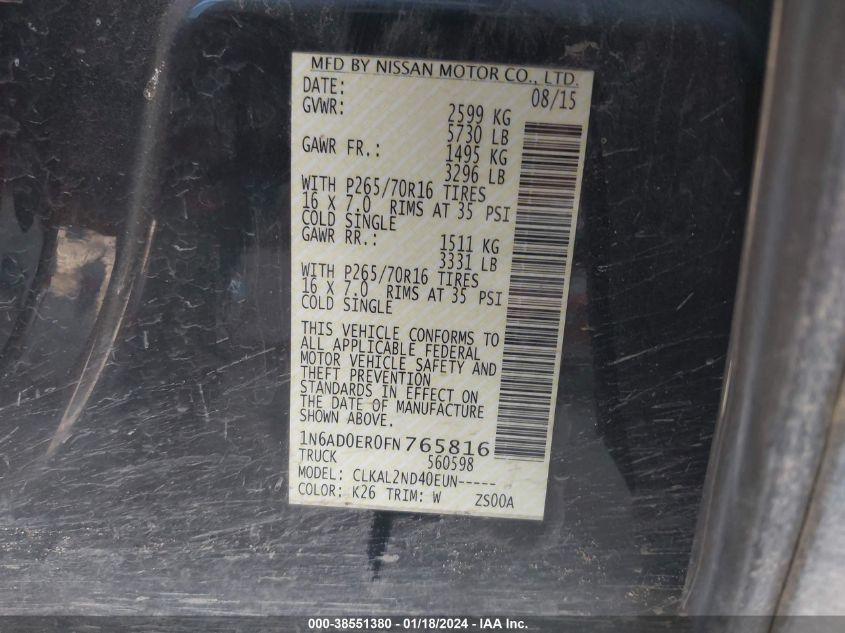 MFD BY NISSAN MOTOR CO., LTD.
DATE: 08/15
GVWR: 2599 KG
5730 LB
GAWR FR.: 1495 KG
3296 LB
WITH P265/70R16 TIRES
16 X 7.0 RIMS AT 35 PSI
COLD SINGLE
GAWR RR.: 1511 KG
3331 LB
WITH P265/70R16 TIRES
16 X 7.0 RIMS AT 35 PSI
COLD SINGLE
THIS VEHICLE CONFORMS TO
ALL APPLICABLE FEDERAL
MOTOR VEHICLE SAFETY AND
THEFT PREVENTION
STANDARDS IN EFFECT ON
THE DATE OF MANUFACTURE
SHOWN ABOVE.
1N6AD0ER0FN765816
TRUCK 560598
MODEL: CLKAL2ND40EUN-----
COLOR: K26 TRIM: W ZS00A
000-38551380 - 01/18/2024 - IAA Inc.